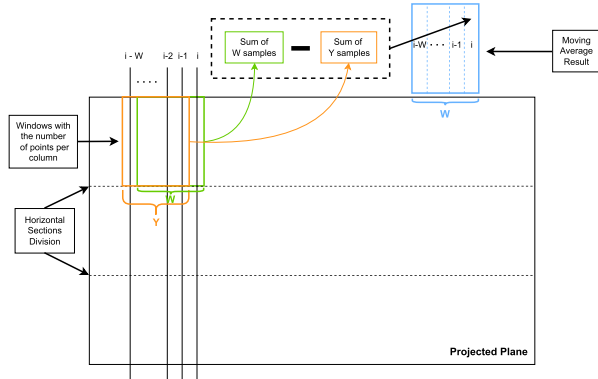 Sum of
W samples
Sum of
Y samples
i - W
i-2
i-1
i
. . . .
i-W
. . .
i-1
i
Moving
Average
Result
W
Windows with
the number
of points per
column
W
Y
Horizontal
Sections
Division
Projected Plane